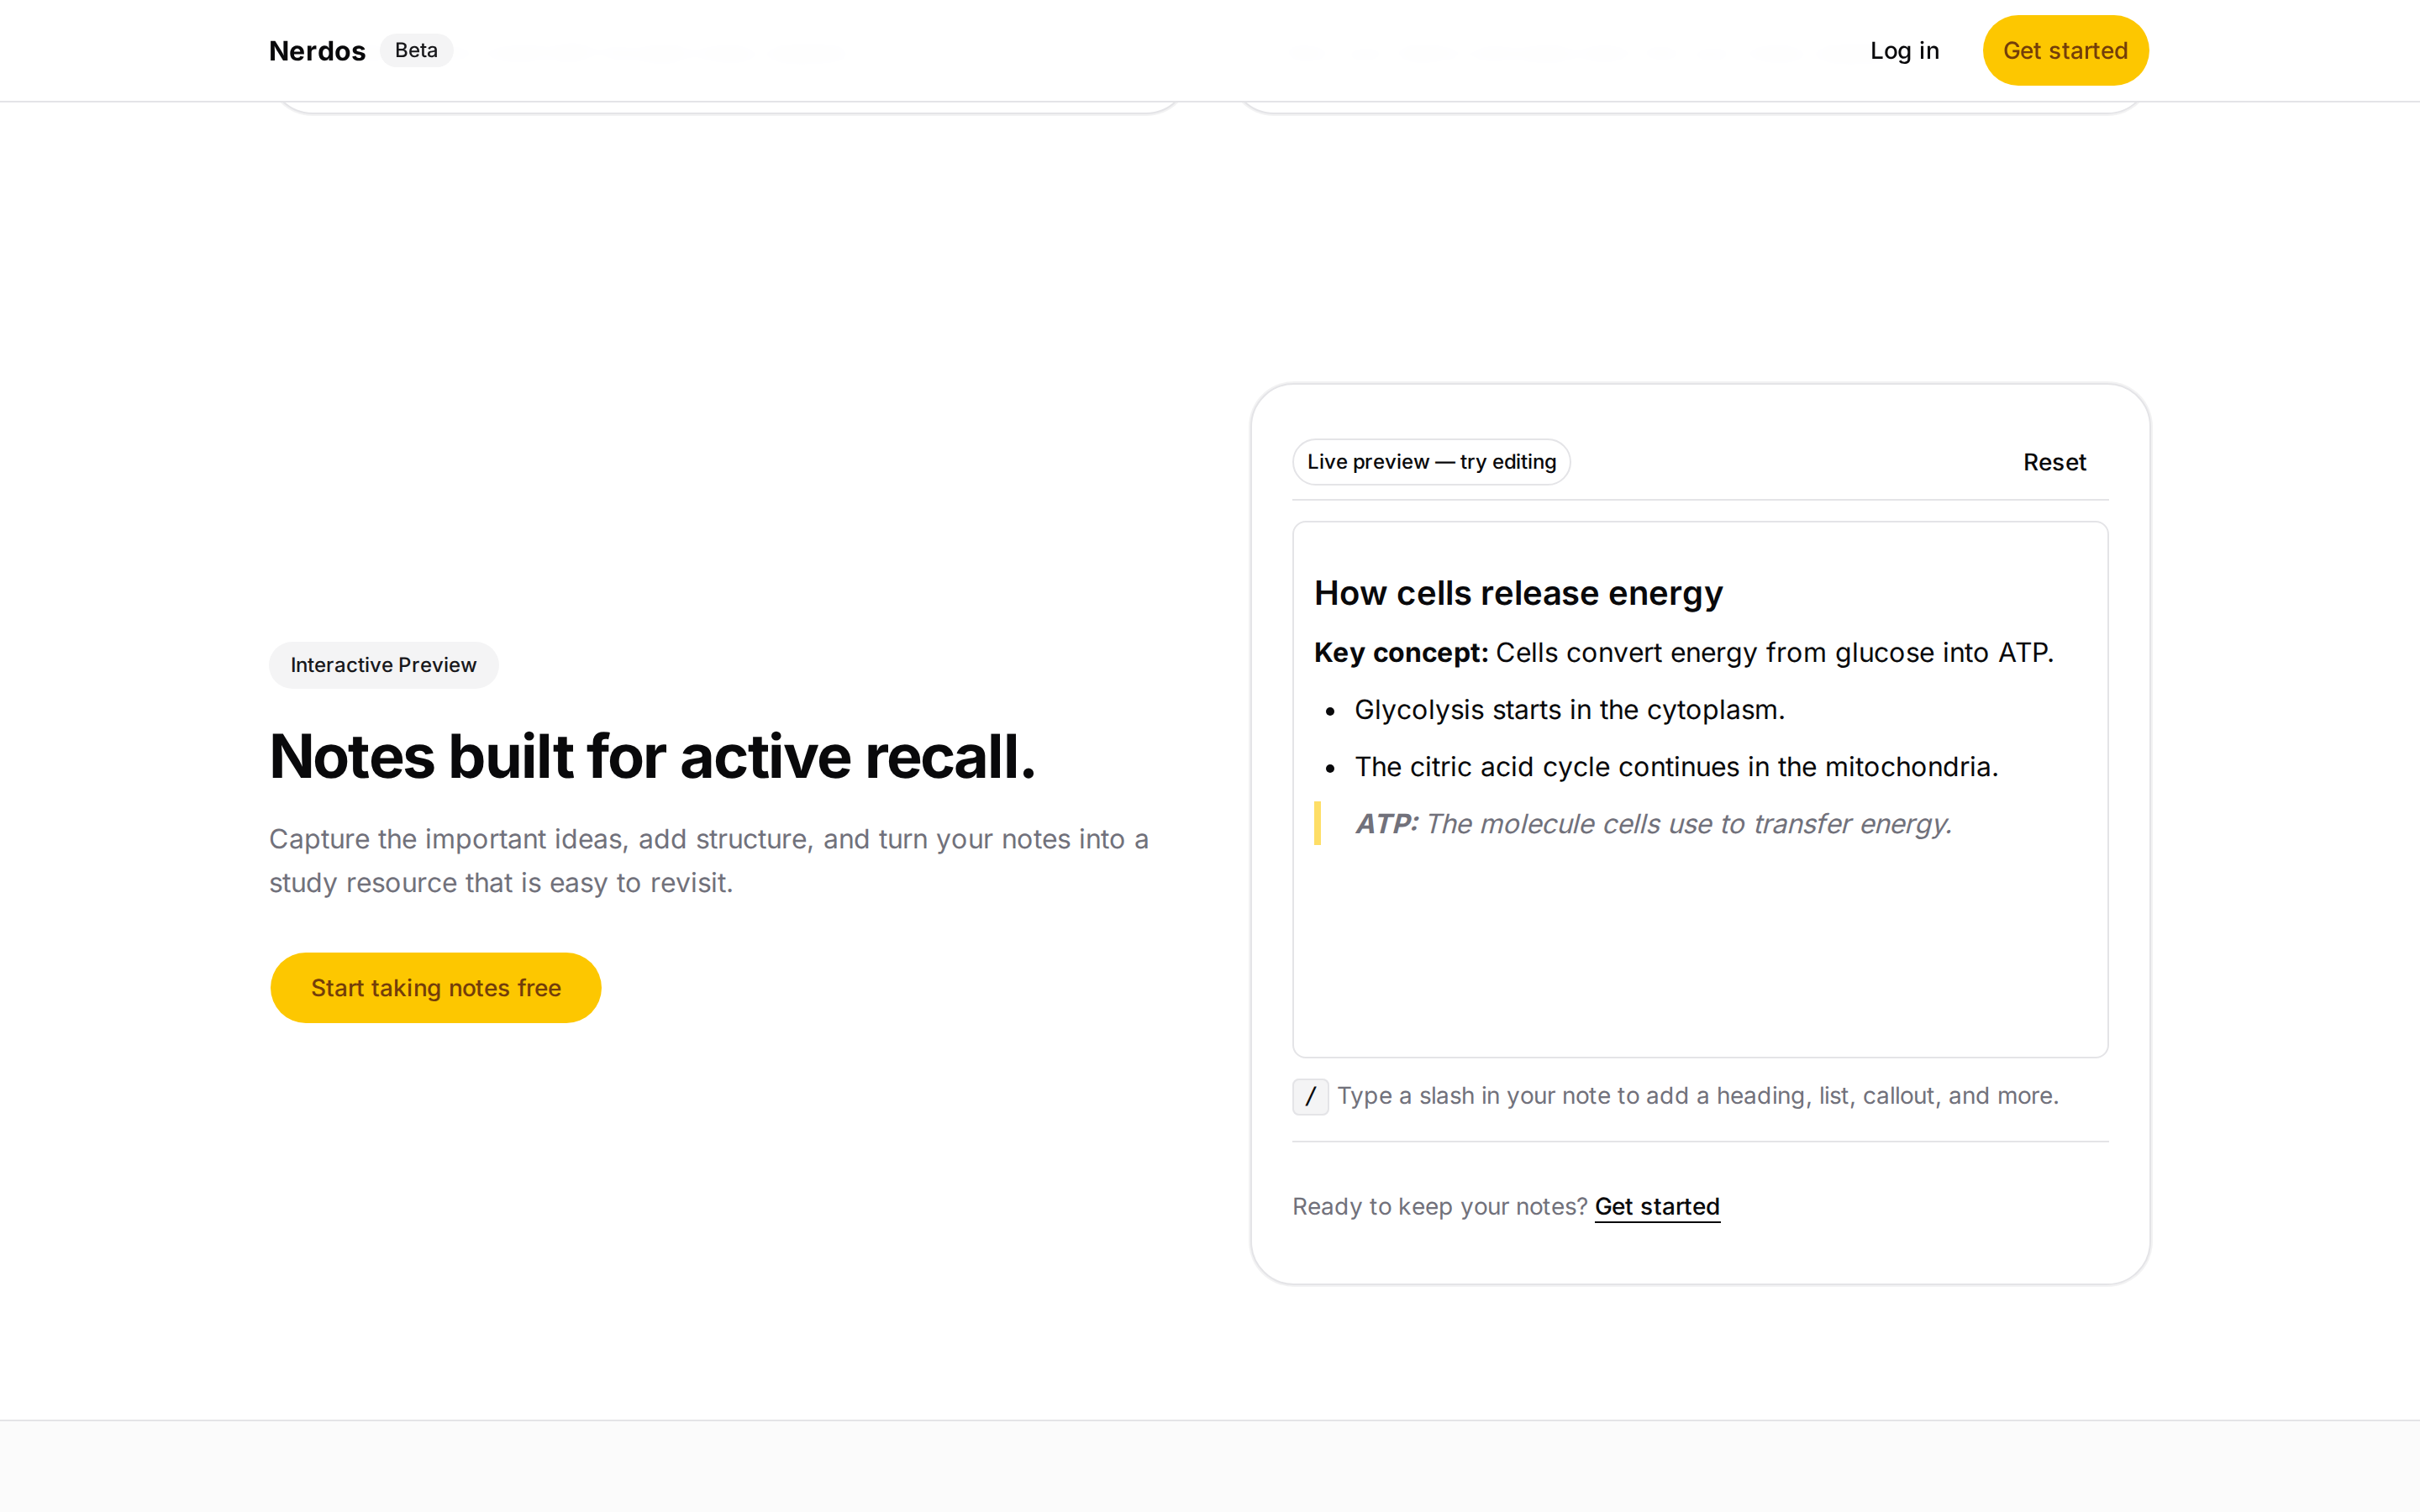 Nerdos
Beta
Log in
Get started
Interactive Preview
Notes built for active recall.
Capture the important ideas, add structure, and turn your notes into a
study resource that is easy to revisit.
Start taking notes free
Live preview — try editing
Reset
How cells release energy
Key concept: Cells convert energy from glucose into ATP.
• Glycolysis starts in the cytoplasm.
• The citric acid cycle continues in the mitochondria.
ATP: The molecule cells use to transfer energy.
/ Type a slash in your note to add a heading, list, callout, and more.
Ready to keep your notes? Get started